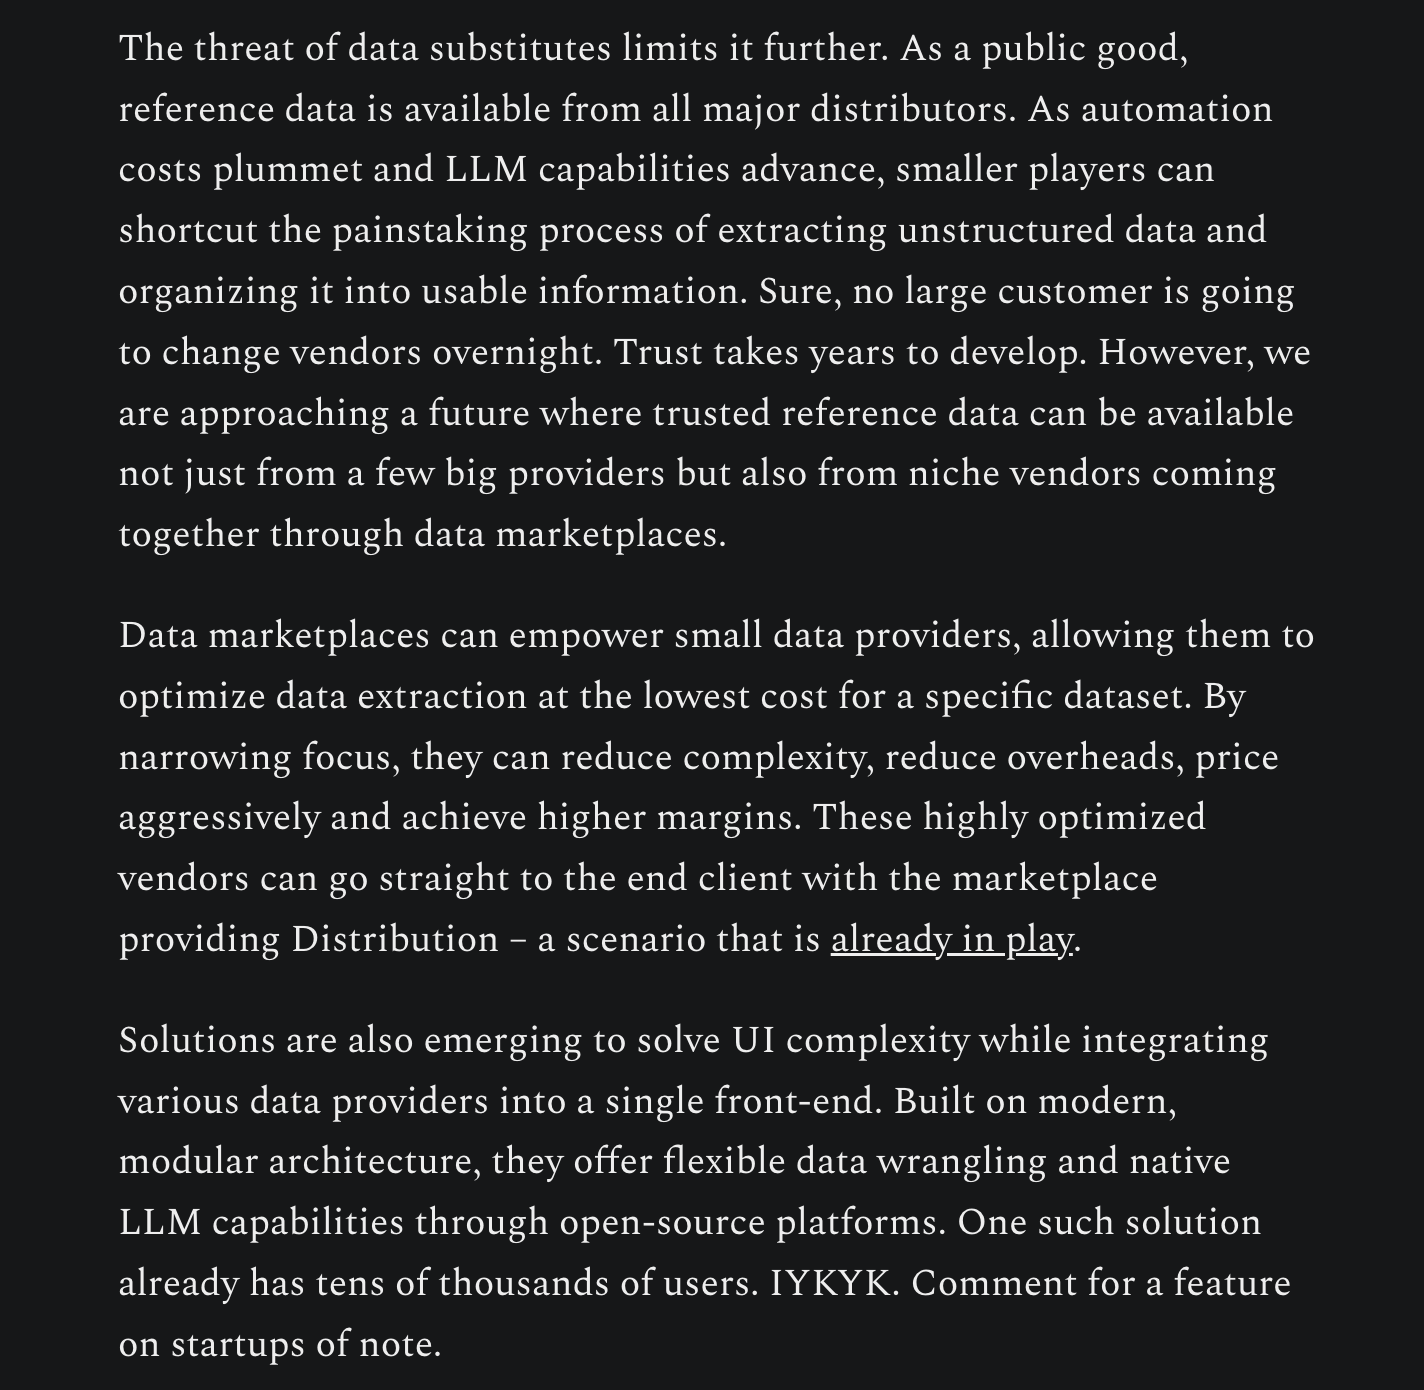 The threat of data substitutes limits it further. As a public good,
reference data is available from all major distributors. As automation
costs plummet and LLM capabilities advance, smaller players can
shortcut the painstaking process of extracting unstructured data and
organizing it into usable information. Sure, no large customer is going
to change vendors overnight. Trust takes years to develop. However, we
are approaching a future where trusted reference data can be available
not just from a few big providers but also from niche vendors coming
together through data marketplaces.
Data marketplaces can empower small data providers, allowing them to
optimize data extraction at the lowest cost for a specific dataset. By
narrowing focus, they can reduce complexity, reduce overheads, price
aggressively and achieve higher margins. These highly optimized
vendors can go straight to the end client with the marketplace
providing Distribution – a scenario that is already in play.
Solutions are also emerging to solve UI complexity while integrating
various data providers into a single front-end. Built on modern,
modular architecture, they offer flexible data wrangling and native
LLM capabilities through open-source platforms. One such solution
already has tens of thousands of users. IYKYK. Comment for a feature
on startups of note.